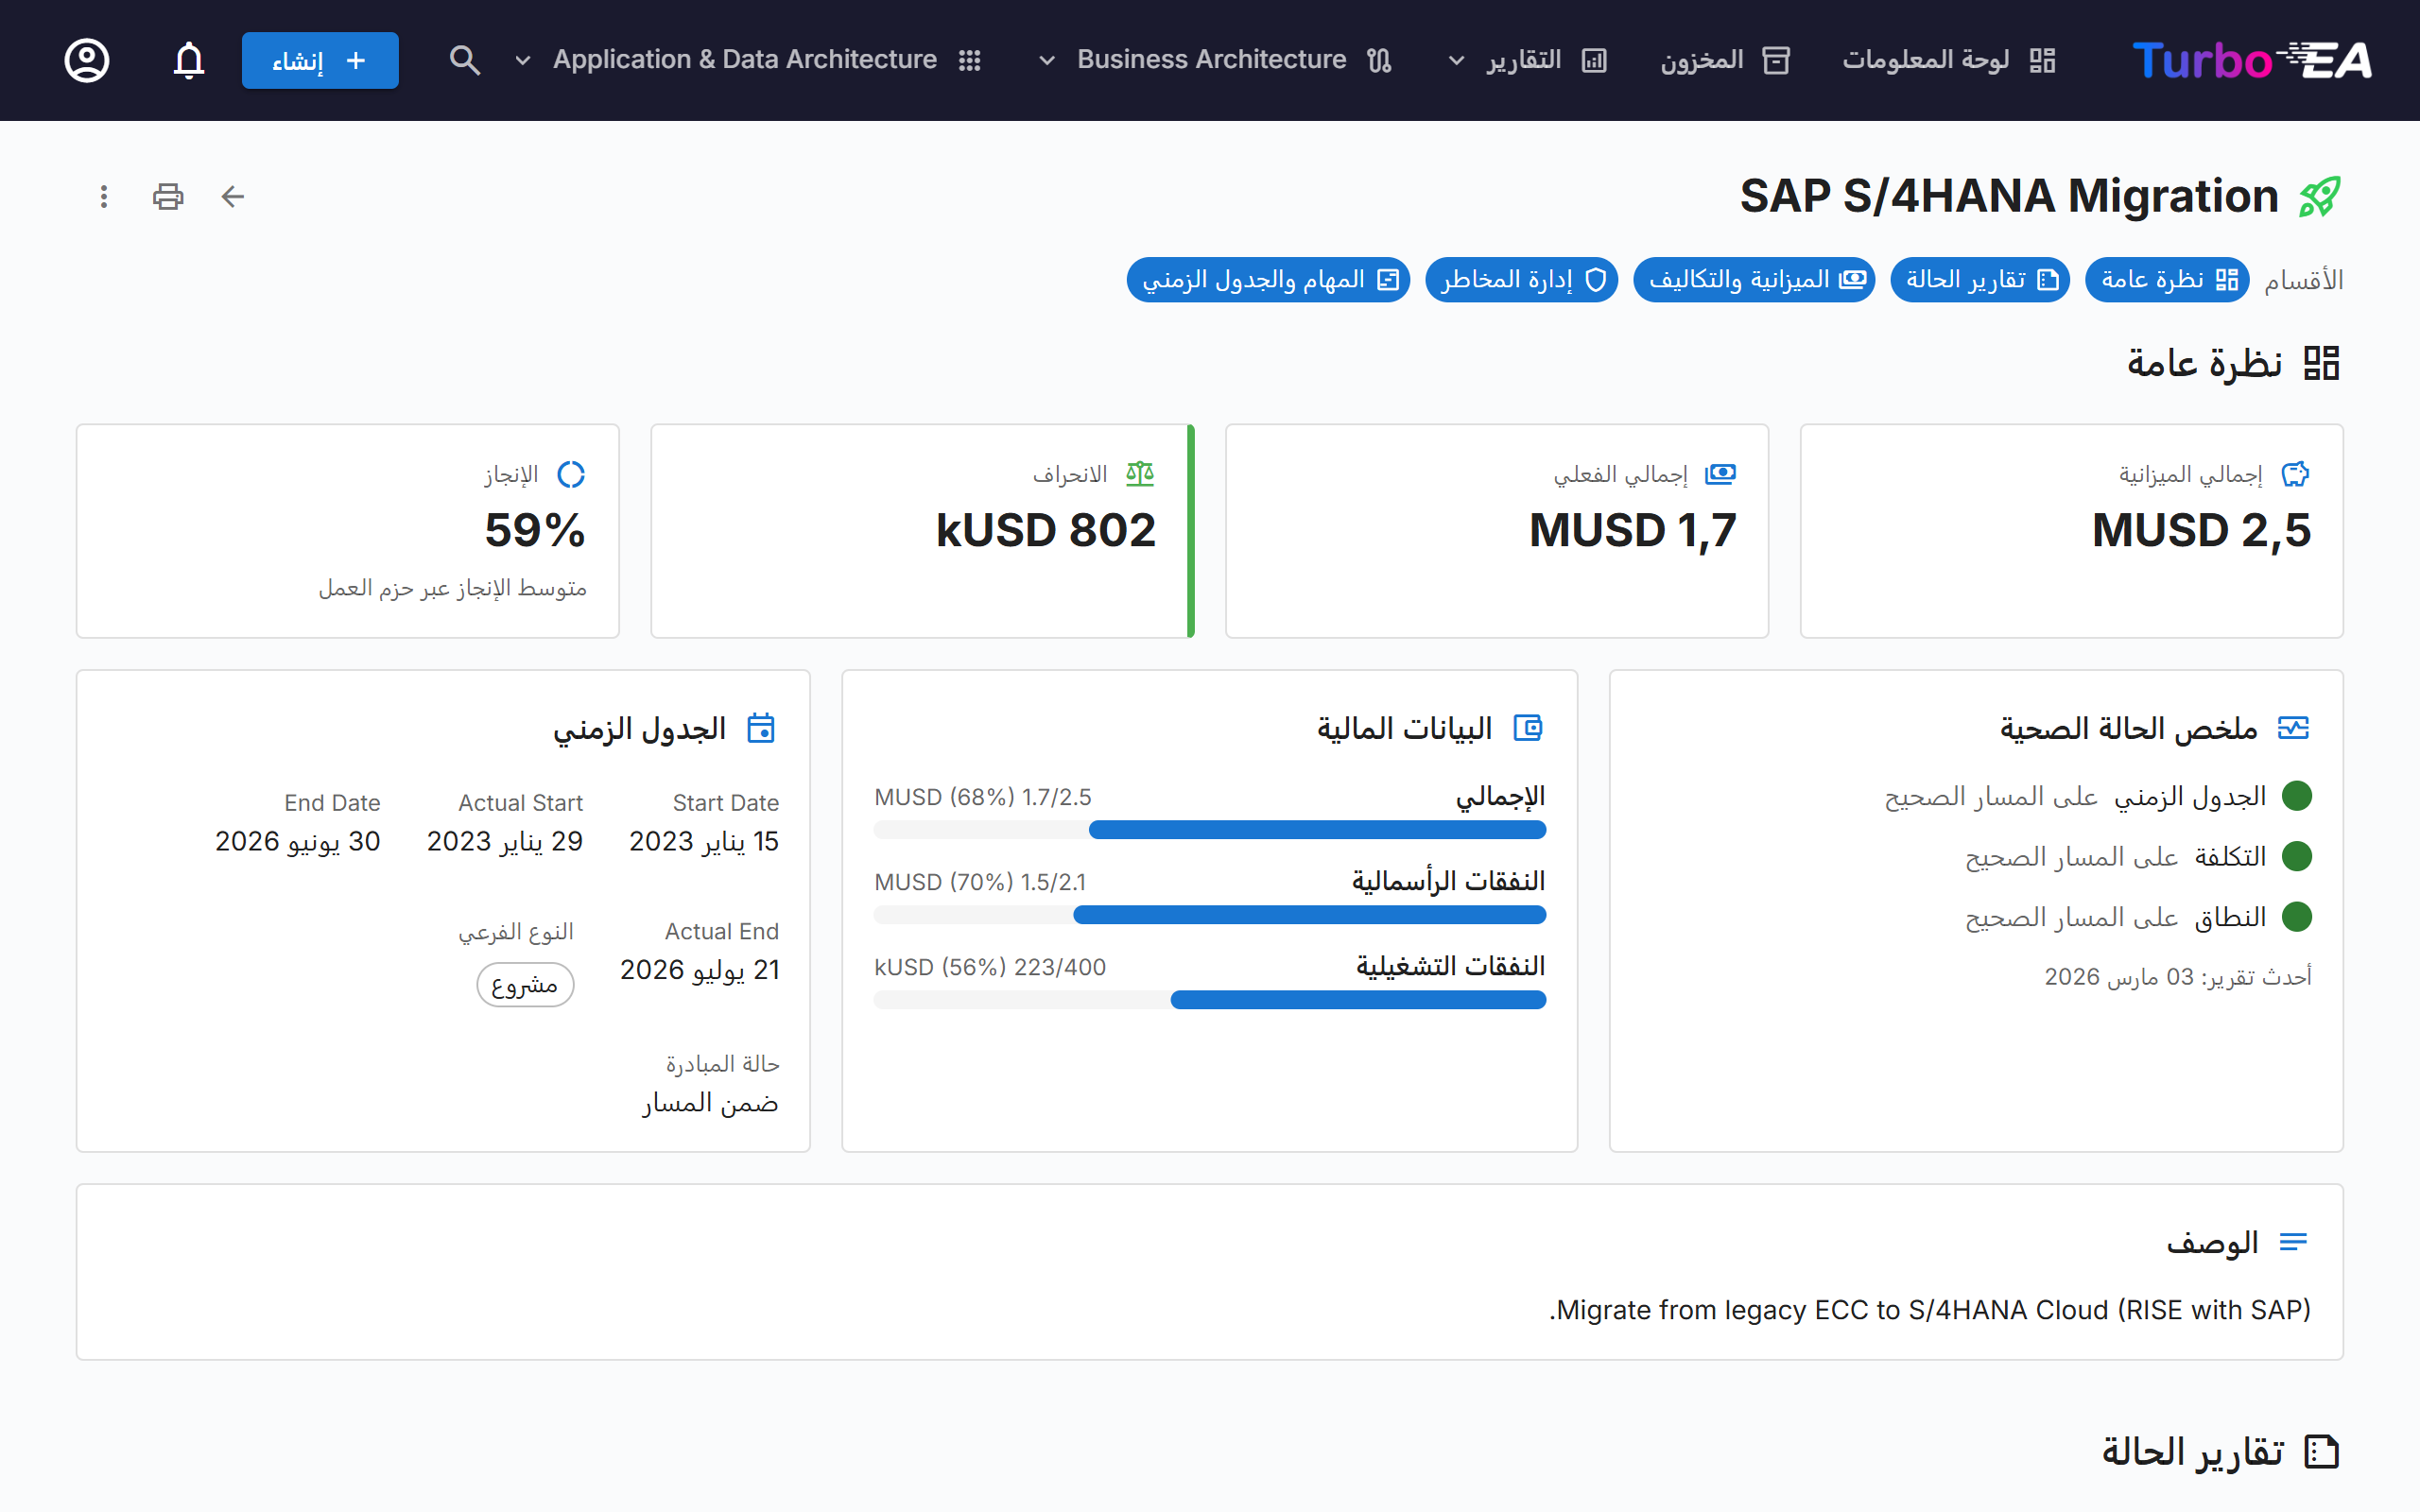 Turbo EA
لوحة المعلومات
المخزون
التقارير
Business Architecture
Application & Data Architecture
إنشاء
SAP S/4HANA Migration
الأقسام
نظرة عامة
تقارير الحالة
الميزانية والتكاليف
إدارة المخاطر
المهام والجدول الزمني
نظرة عامة
إجمالي الميزانية
MUSD 2,5
إجمالي الفعلي
MUSD 1,7
الانحراف
kUSD 802
الإنجاز
59%
متوسط الإنجاز عبر حزم العمل
ملخص الحالة الصحية
الجدول الزمني على المسار الصحيح
التكلفة على المسار الصحيح
النطاق على المسار الصحيح
أحدث تقرير: 03 مارس 2026
البيانات المالية
الإجمالي
MUSD (68%) 1.7/2.5
النفقات الرأسمالية
MUSD (70%) 1.5/2.1
النفقات التشغيلية
kUSD (56%) 223/400
الجدول الزمني
Start Date
15 يناير 2023
Actual Start
29 يناير 2023
End Date
30 يونيو 2026
Actual End
21 يوليو 2026
النوع الفرعي
مشروع
حالة المبادرة
ضمن المسار
الوصف
Migrate from legacy ECC to S/4HANA Cloud (RISE with SAP).
تقارير الحالة